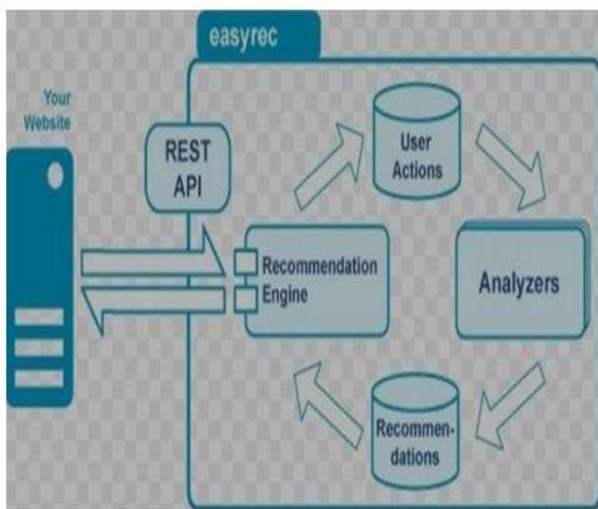 easyrec
Your
Website
REST
API
User
Actions
Recommendation
Engine
Analyzers
Recommen-
dations